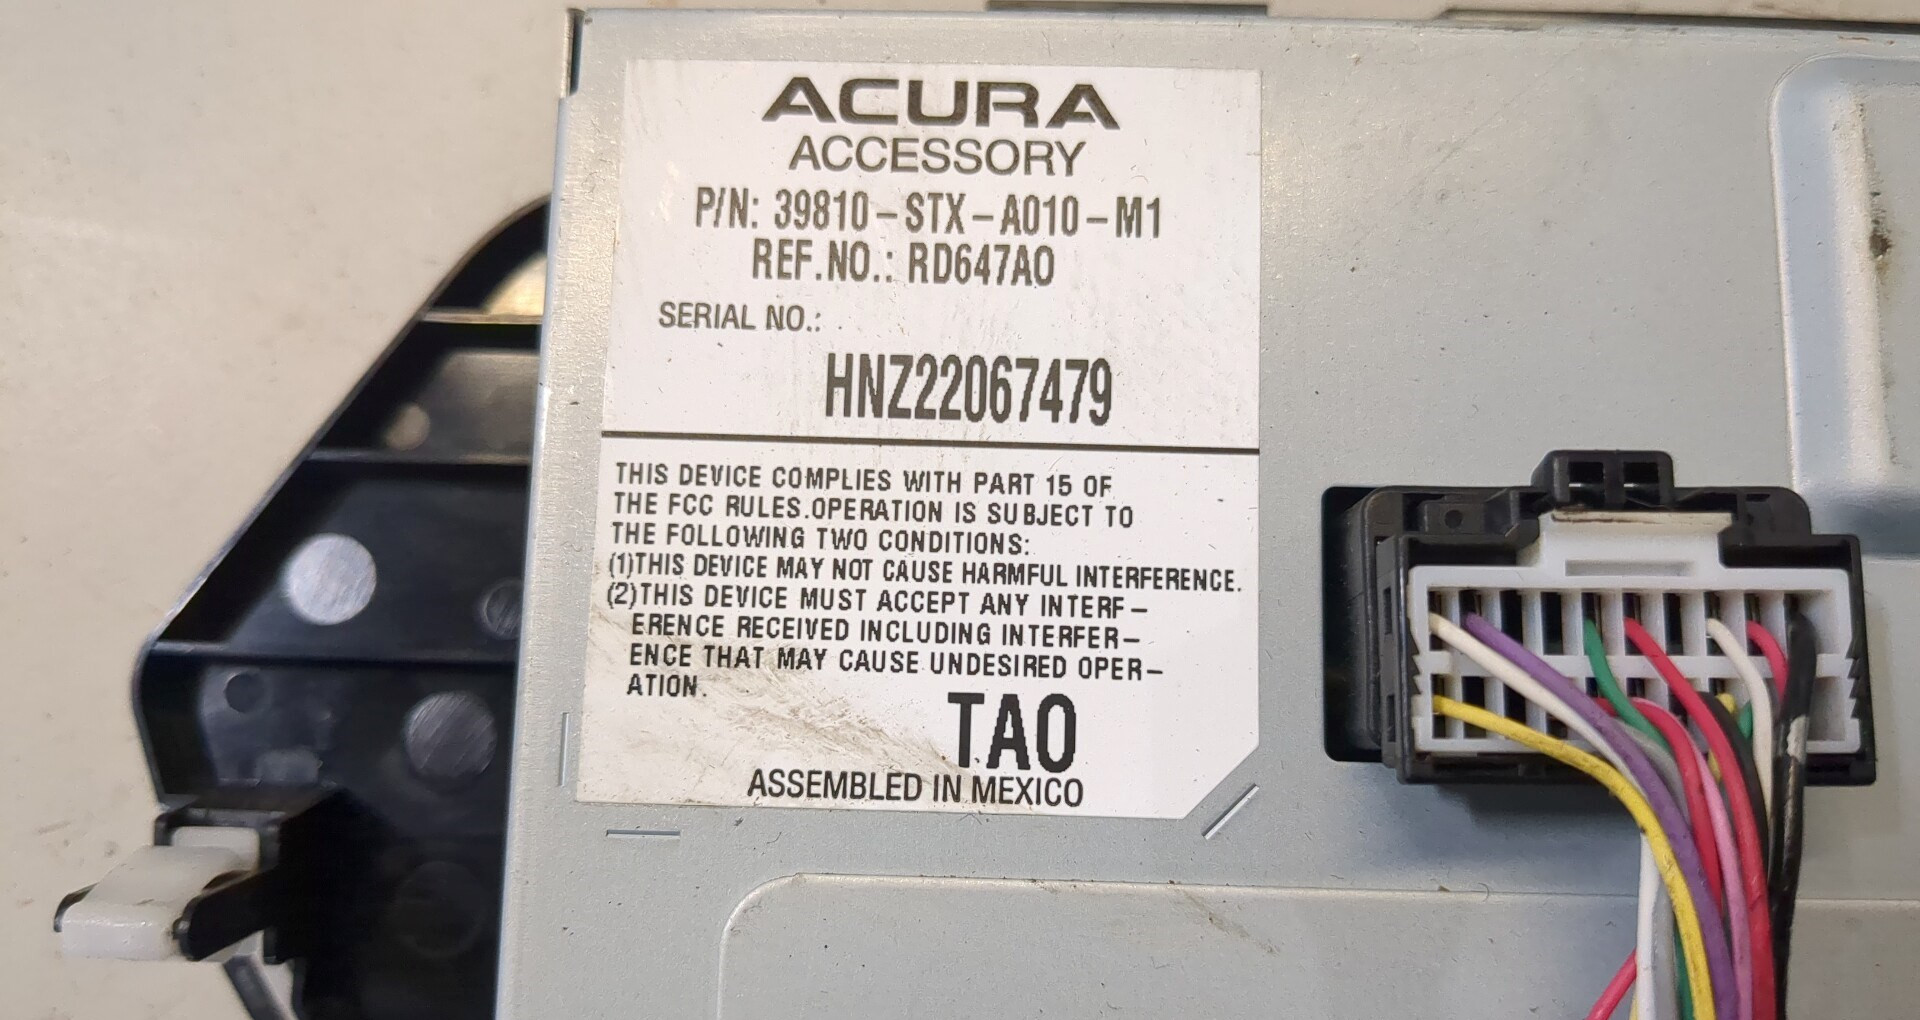 ACURA
ACCESSORY
P/N: 39810-STX-A010-M1
REF.NO.: RD647A0
SERIAL NO.:
HNZ22067479
THIS DEVICE COMPLIES WITH PART 15 OF
THE FCC RULES.OPERATION IS SUBJECT TO
THE FOLLOWING TWO CONDITIONS:
(1)THIS DEVICE MAY NOT CAUSE HARMFUL INTERFERENCE.
(2)THIS DEVICE MUST ACCEPT ANY INTERF-
ERENCE RECEIVED INCLUDING INTERFER-
ENCE THAT MAY CAUSE UNDESIRED OPER-
ATION.
TA0
ASSEMBLED IN MEXICO